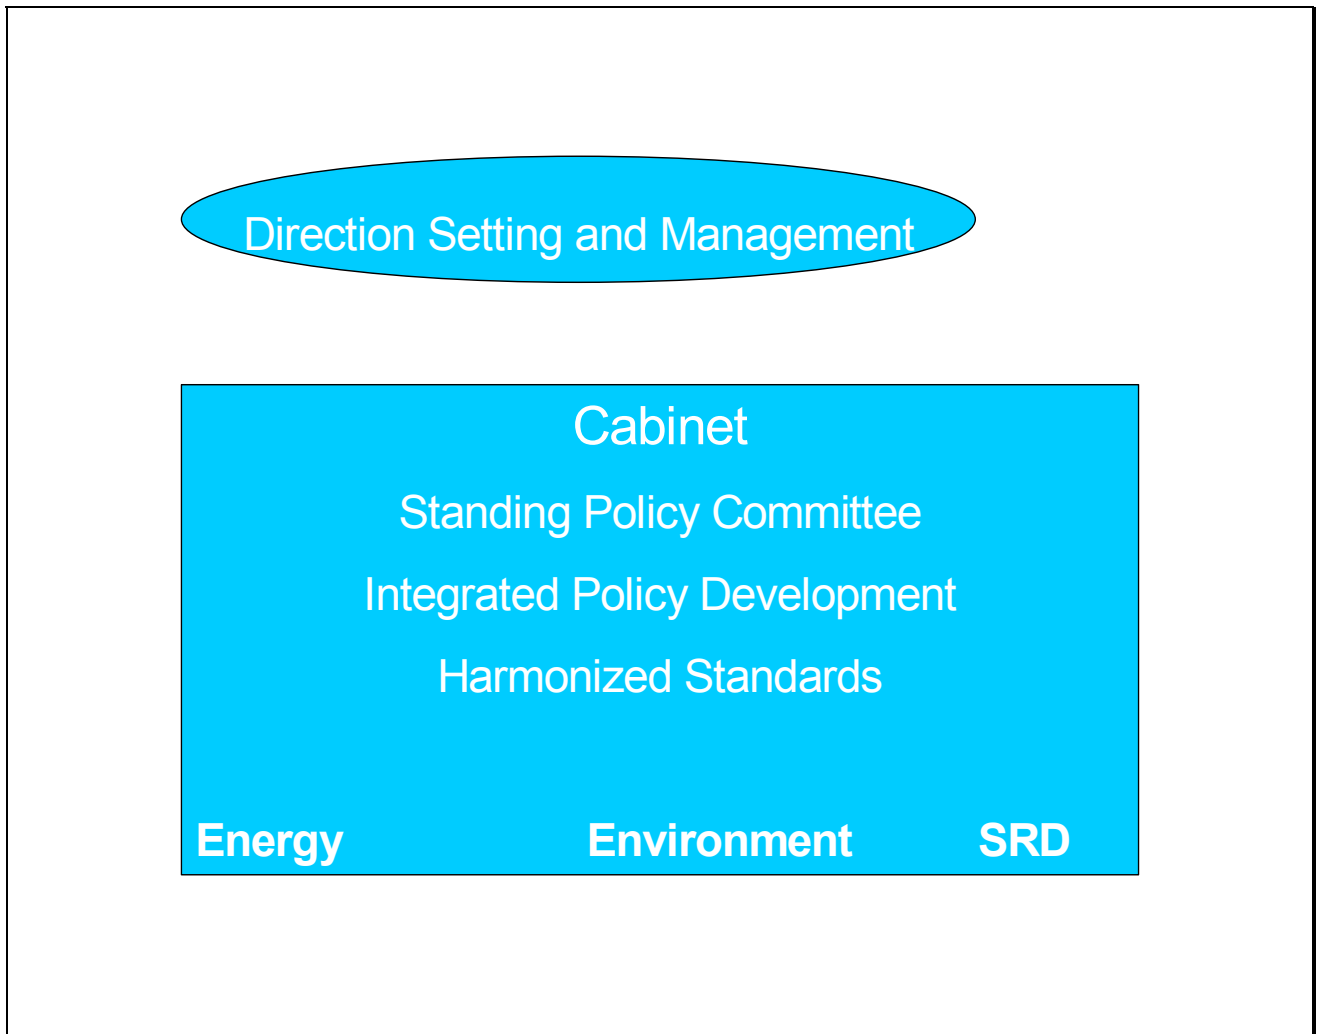 Direction Setting and Management
Cabinet
Standing Policy Committee
Integrated Policy Development
Harmonized Standards
Energy Environment SRD